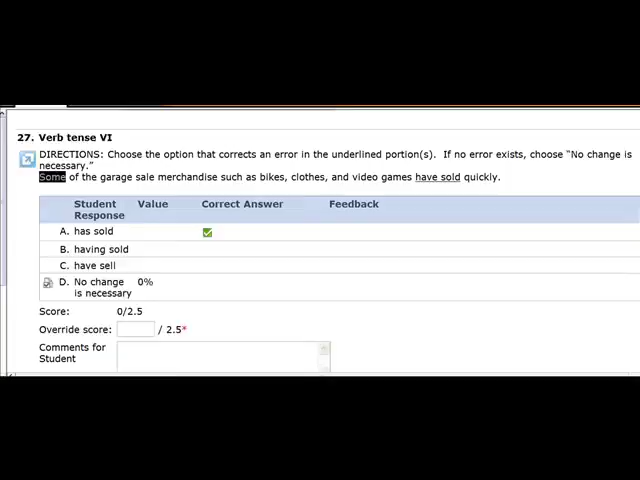 27. Verb tense VI
DIRECTIONS: Choose the option that corrects an error in the underlined portion(s).  If no error exists, choose “No change is
necessary.”
Some of the garage sale merchandise such as bikes, clothes, and video games have sold quickly.
Student Response Value Correct Answer Feedback
A. has sold
B. having sold
C. have sell
D. No change is necessary 0%
Score: 0/2.5
Override score: / 2.5*
Comments for
Student